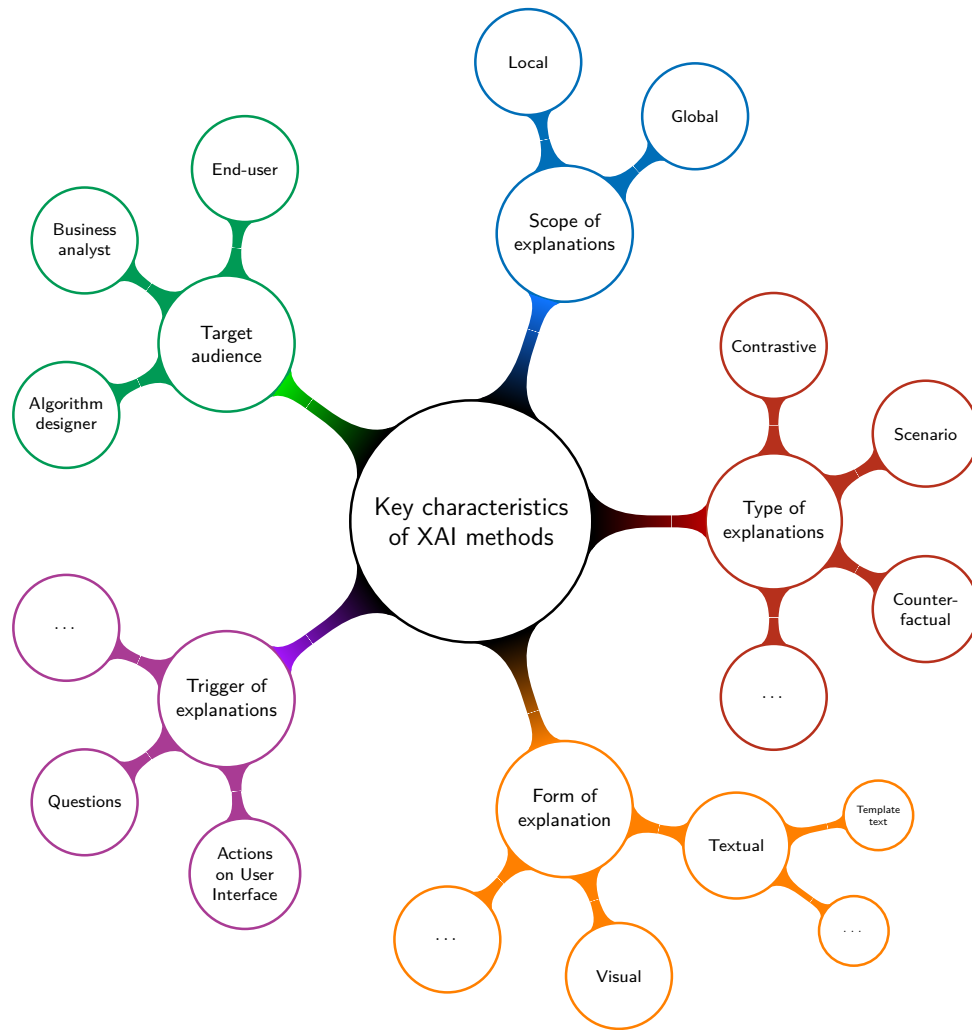 Local
Global
Scope of
explanations
End-user
Business
analyst
Target
audience
Algorithm
designer
Contrastive
Scenario
Type of
explanations
Counter-
factual
. . .
Key characteristics
of XAI methods
. . .
Trigger of
explanations
Questions
Actions
on User
Interface
Form of
explanation
Textual
Template
text
. . .
. . .
Visual